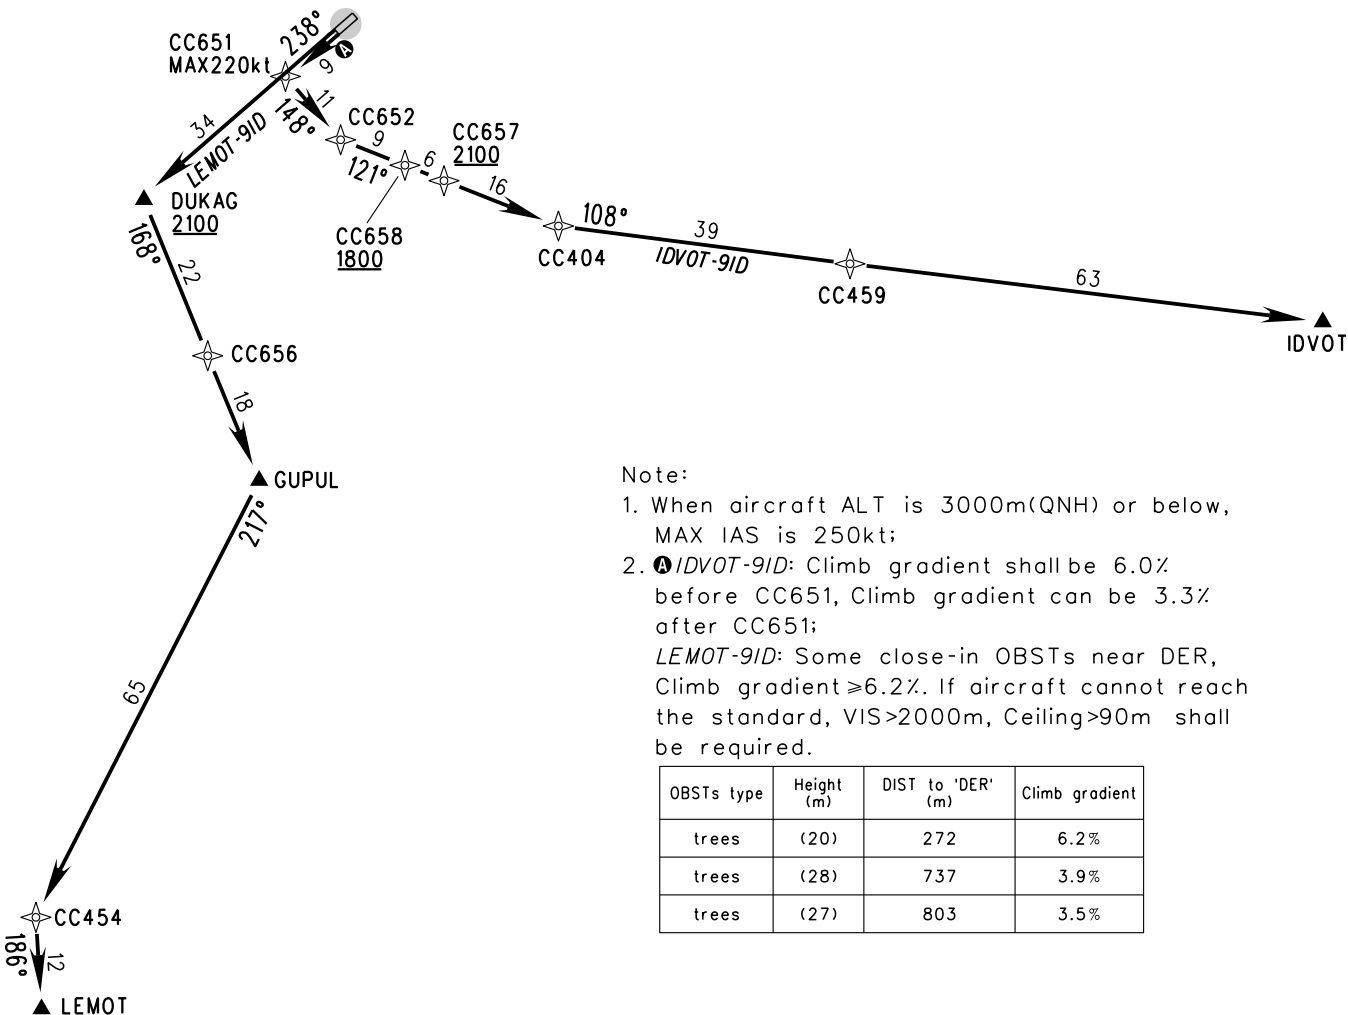 238°
CC651
MAX220kt
A
9
11
148°
34
LEMOT-9ID
CC652
9
121°
6
CC657
2100
16
CC658
1800
DUKAG
2100
168°
22
108°
39
IDVOT-9ID
CC404
CC459
63
IDVOT
CC656
18
GUPUL
217°
65
CC454
186°
12
LEMOT
Note:
1. When aircraft ALT is 3000m(QNH) or below,
MAX IAS is 250kt;
2. A IDVOT-9ID: Climb gradient shall be 6.0%
before CC651, Climb gradient can be 3.3%
after CC651;
LEMOT-9ID: Some close-in OBSTs near DER,
Climb gradient≥6.2%. If aircraft cannot reach
the standard, VIS>2000m, Ceiling>90m shall
be required.
OBSTs type Height (m) DIST to 'DER' (m) Climb gradient
trees (20) 272 6.2%
trees (28) 737 3.9%
trees (27) 803 3.5%